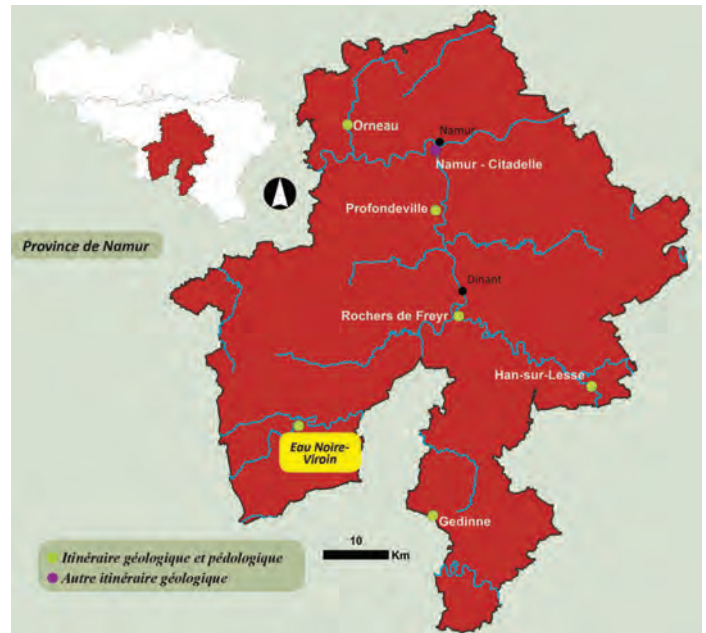 Orneau
Namur
Namur - Citadelle
Profondeville
Province de Namur
Dinant
Rochers de Freyr
Han-sur-Lesse
Eau Noire-
Viroin
Gedinne
10
Km
Itinéraire géologique et pédologique
Autre itinéraire géologique